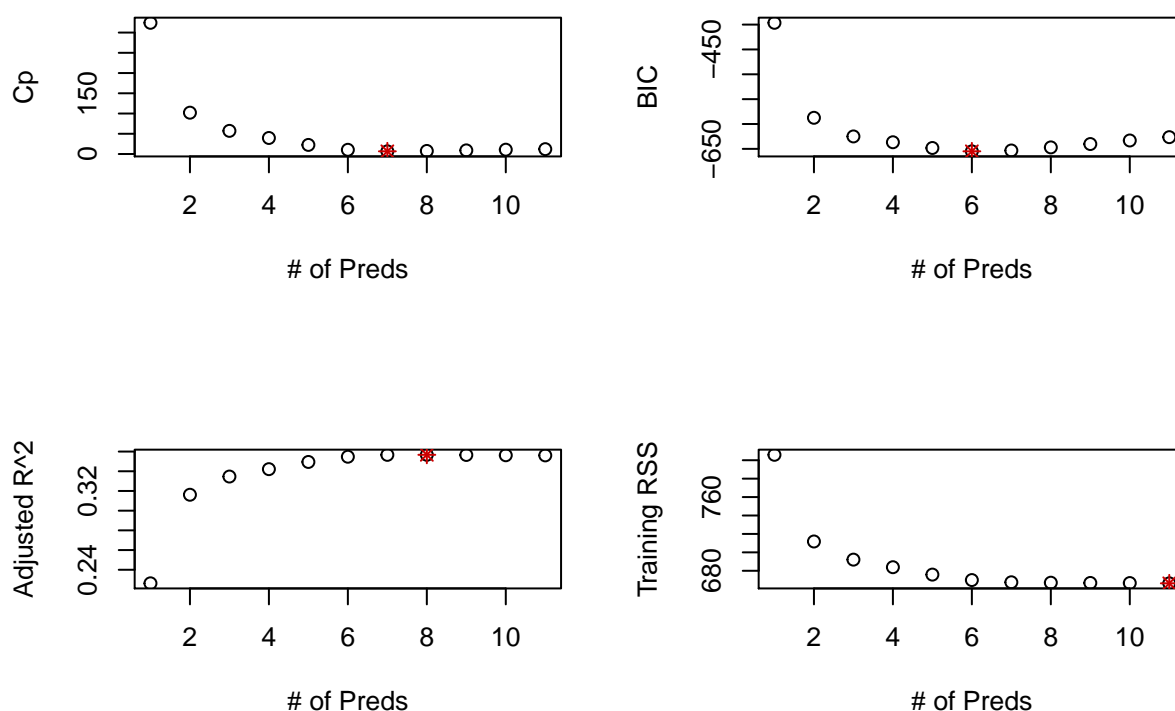 Cp
150
0
2 4 6 8 10
# of Preds
BIC
−450
−650
2 4 6 8 10
# of Preds
Adjusted R^2
0.32
0.24
2 4 6 8 10
# of Preds
Training RSS
760
680
2 4 6 8 10
# of Preds